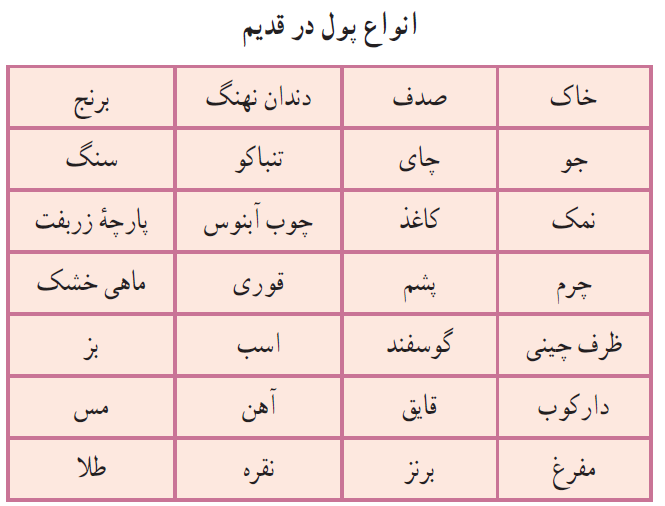 انواع پول در قدیم
خاک صدف دندان نهنگ برنج
جو چای تنباکو سنگ
نمک کاغذ چوب آبنوس پارچهٔ زربفت
چرم پشم قوری ماهی خشک
ظرف چینی گوسفند اسب بز
دارکوب قایق آهن مس
مفرغ برنز نقره طلا